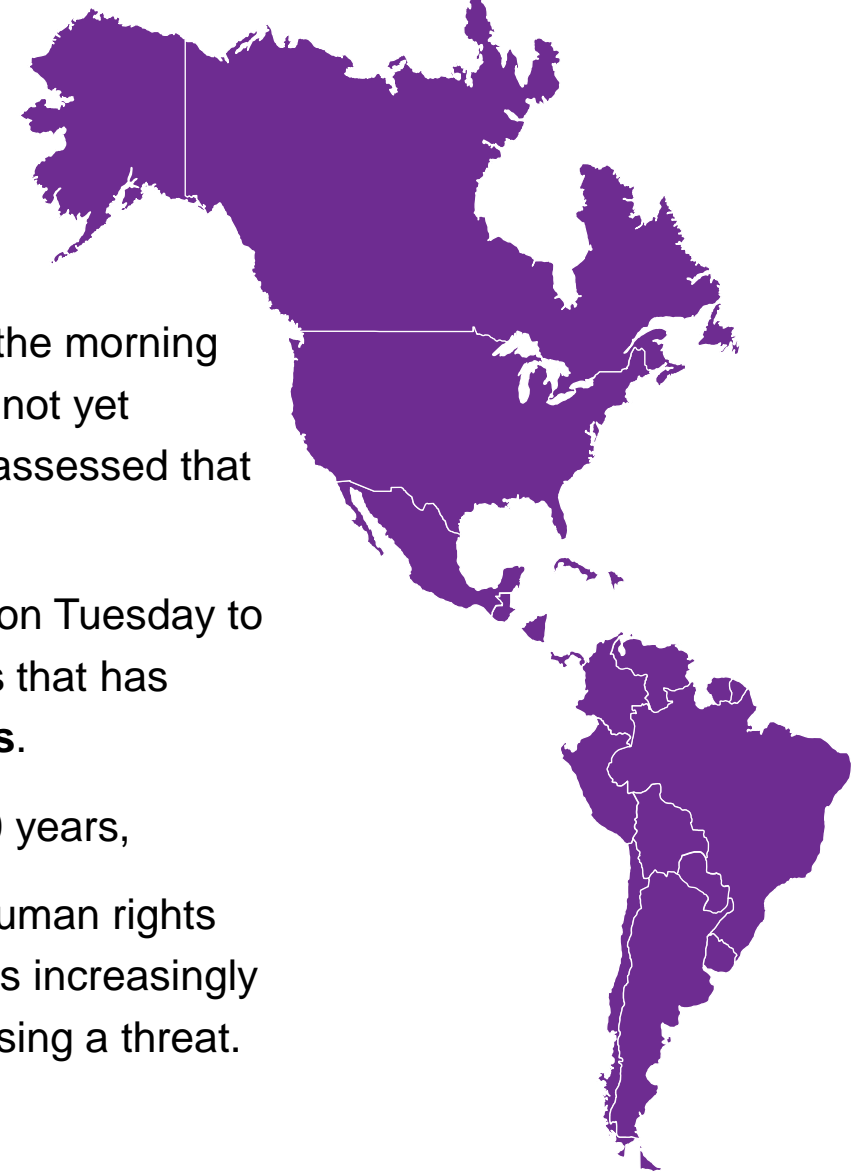 the morning
not yet
assessed that
on Tuesday to
s that has
s.
years,
uman rights
s increasingly
sing a threat.